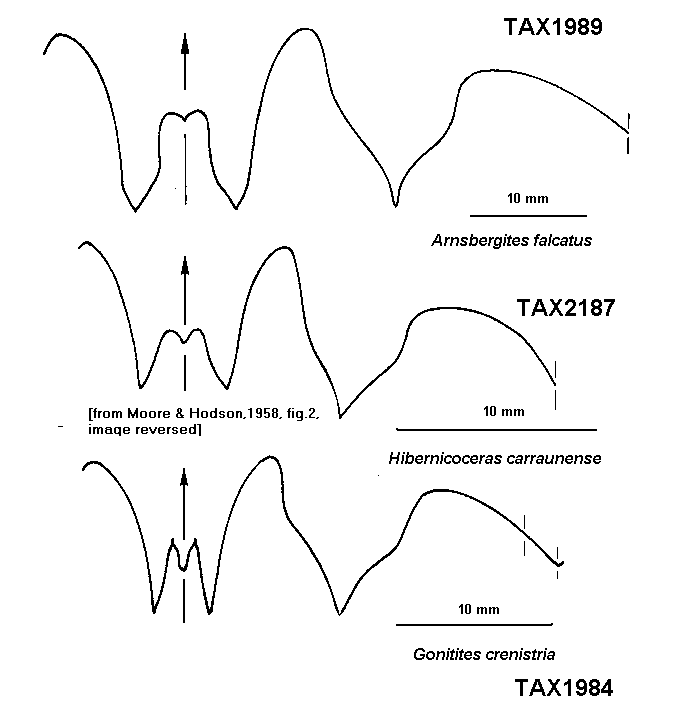 TAX1989
10 mm
Arnsbergites falcatus
TAX2187
[from Moore & Hodson,1958, fig.2,
image reversed]
10 mm
Hibernicoceras carraunense
10 mm
Gonitites crenistria
TAX1984